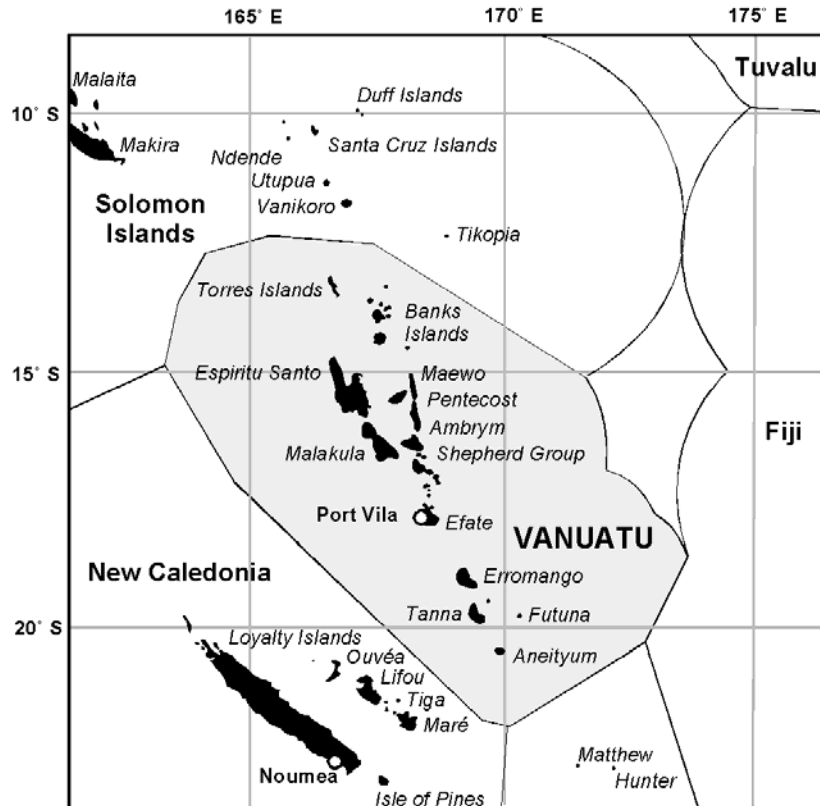 165° E 170° E 175° E
Tuvalu
Malaita
Duff Islands
10° S
Makira
Santa Cruz Islands
Ndende
Utupua
Vanikoro
Solomon
Islands
Tikopia
Torres Islands
Banks
Islands
15° S
Espiritu Santo
Maewo
Pentecost
Ambrym
Fiji
Malakula
Shepherd Group
Port Vila
Efate
VANUATU
New Caledonia
Erromango
Tanna
Futuna
20° S
Loyalty Islands
Ouvéa
Aneityum
Lifou
Tiga
Maré
Matthew
Noumea
Hunter
Isle of Pines